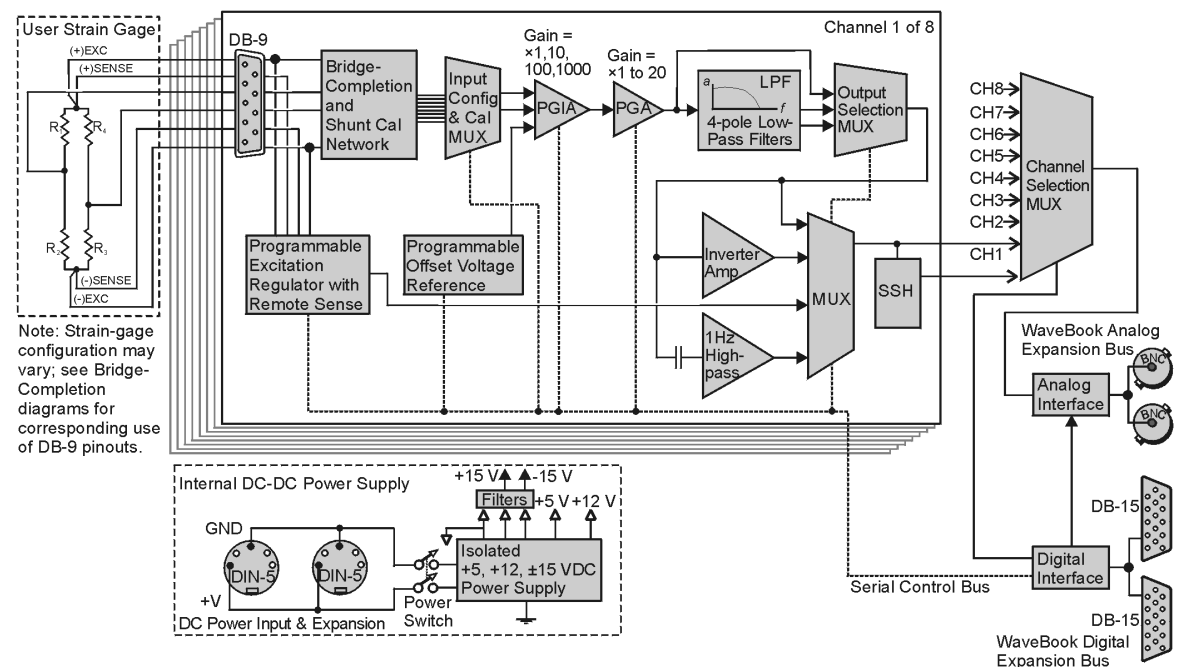 User Strain Gage
(+)EXC
(+)SENSE
R₁
R₄
R₂
R₃
(-)SENSE
(-)EXC
Note: Strain-gage
configuration may
vary; see Bridge-
Completion
diagrams for
corresponding use
of DB-9 pinouts.
DB-9
Channel 1 of 8
Bridge-
Completion
and
Shunt Cal
Network
Input
Config
& Cal
MUX
Gain =
×1,10,
100,1000
PGIA
Gain =
×1 to 20
PGA
a
LPF
f
4-pole Low-
Pass Filters
Output
Selection
MUX
Programmable
Excitation
Regulator with
Remote Sense
Programmable
Offset Voltage
Reference
Inverter
Amp
1Hz
High-
pass
MUX
SSH
CH8
CH7
CH6
CH5
CH4
CH3
CH2
CH1
Channel
Selection
MUX
WaveBook Analog
Expansion Bus
BNC
BNC
Analog
Interface
DB-15
Digital
Interface
Serial Control Bus
DB-15
WaveBook Digital
Expansion Bus
Internal DC-DC Power Supply
+15 V
-15 V
Filters
+5 V
+12 V
GND
DIN-5
DIN-5
+V
Isolated
+5, +12, ±15 VDC
Power Supply
Power
Switch
DC Power Input & Expansion